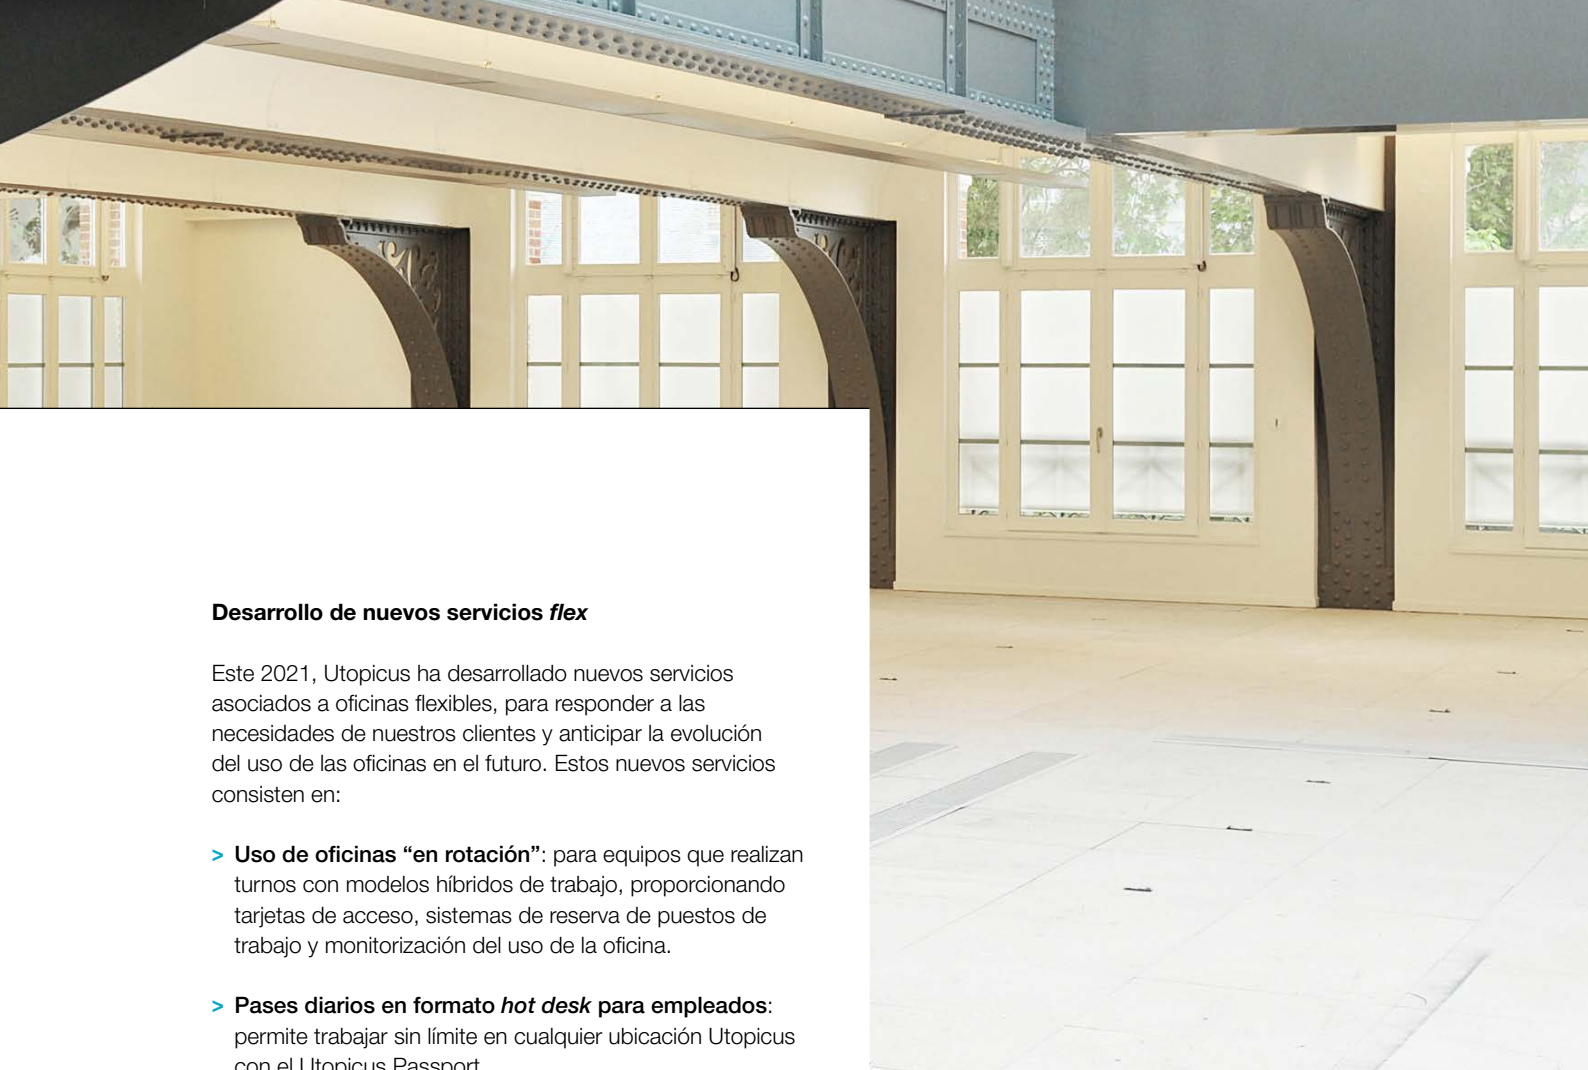 Desarrollo de nuevos servicios flex
Este 2021, Utopicus ha desarrollado nuevos servicios
asociados a oficinas flexibles, para responder a las
necesidades de nuestros clientes y anticipar la evolución
del uso de las oficinas en el futuro. Estos nuevos servicios
consisten en:
> Uso de oficinas “en rotación”: para equipos que realizan
turnos con modelos híbridos de trabajo, proporcionando
tarjetas de acceso, sistemas de reserva de puestos de
trabajo y monitorización del uso de la oficina.
> Pases diarios en formato hot desk para empleados:
permite trabajar sin límite en cualquier ubicación Utopicus
con el Utopicus Passport